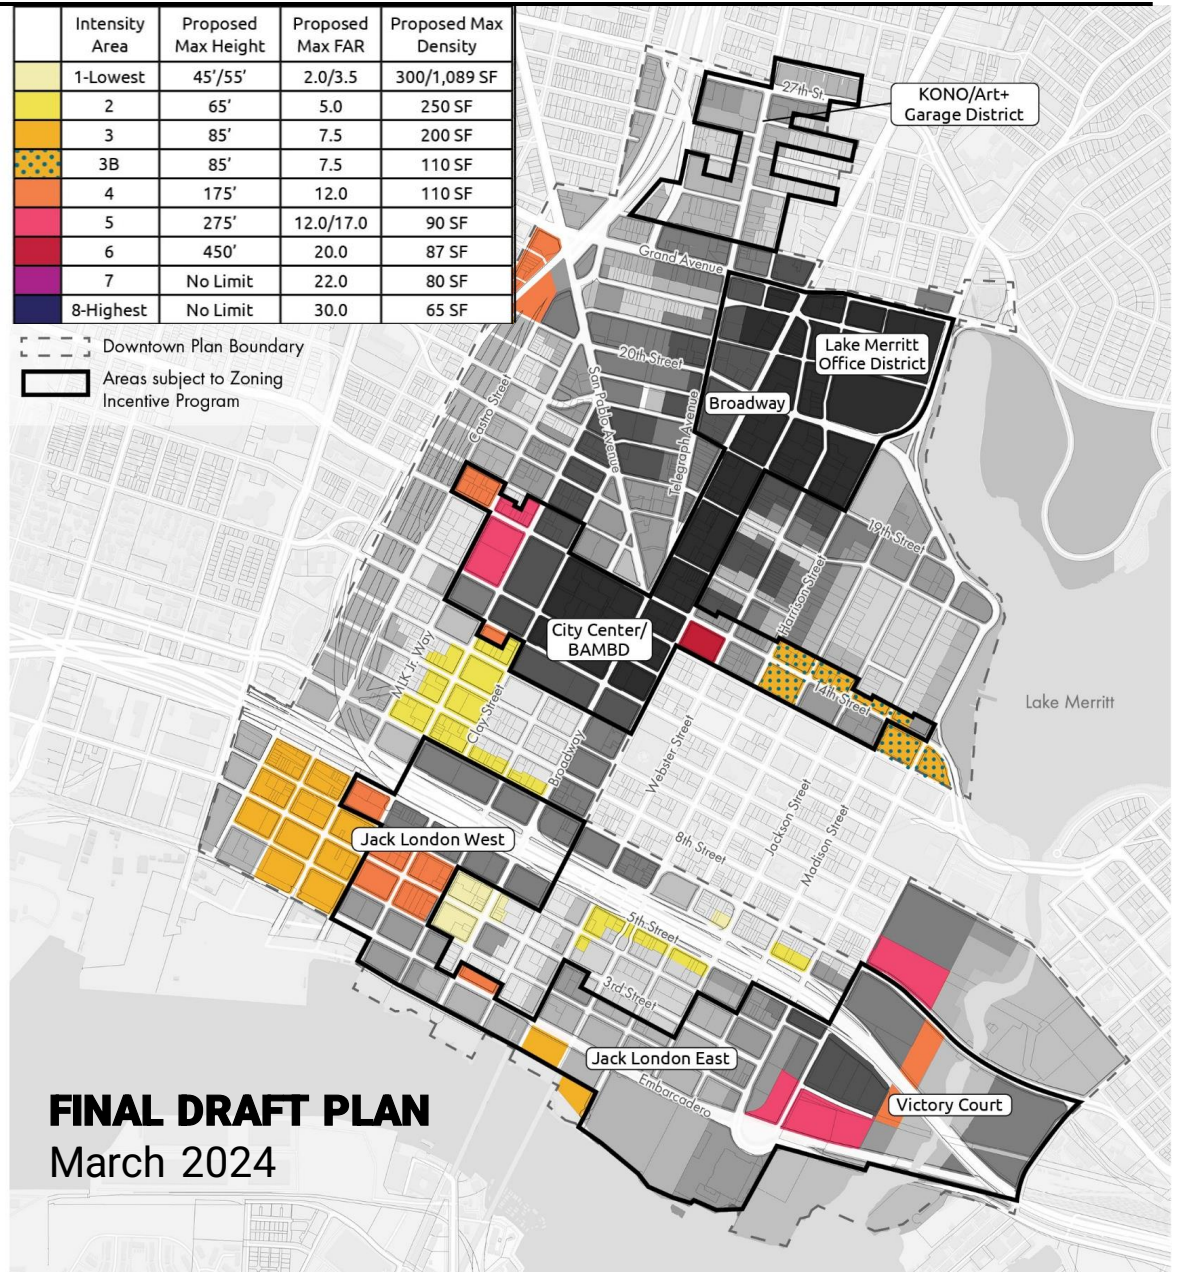 Intensity Area | Proposed Max Height | Proposed Max FAR | Proposed Max Density
1-Lowest | 45’/55’ | 2.0/3.5 | 300/1,089 SF
2 | 65’ | 5.0 | 250 SF
3 | 85’ | 7.5 | 200 SF
3B | 85’ | 7.5 | 110 SF
4 | 175’ | 12.0 | 110 SF
5 | 275’ | 12.0/17.0 | 90 SF
6 | 450’ | 20.0 | 87 SF
7 | No Limit | 22.0 | 80 SF
8-Highest | No Limit | 30.0 | 65 SF
Downtown Plan Boundary
Areas subject to Zoning
Incentive Program
27th St.
KONO/Art+
Garage District
Grand Avenue
Lake Merritt
Office District
20th Street
Broadway
Castro Street
San Pablo Avenue
Telegraph Avenue
19th Street
Harrison Street
City Center/
BAMBD
MLK Jr. Way
14th Street
Lake Merritt
Clay Street
Broadway
Webster Street
Jackson Street
Madison Street
8th Street
Jack London West
5th Street
3rd Street
Jack London East
Embarcadero
Victory Court
FINAL DRAFT PLAN
March 2024